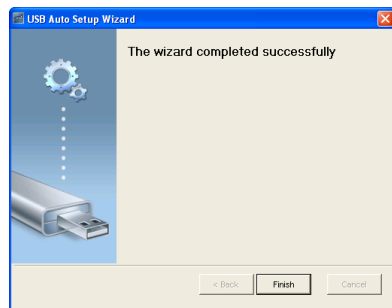 USB Auto Setup Wizard
The wizard completed successfully
< Back Finish Cancel